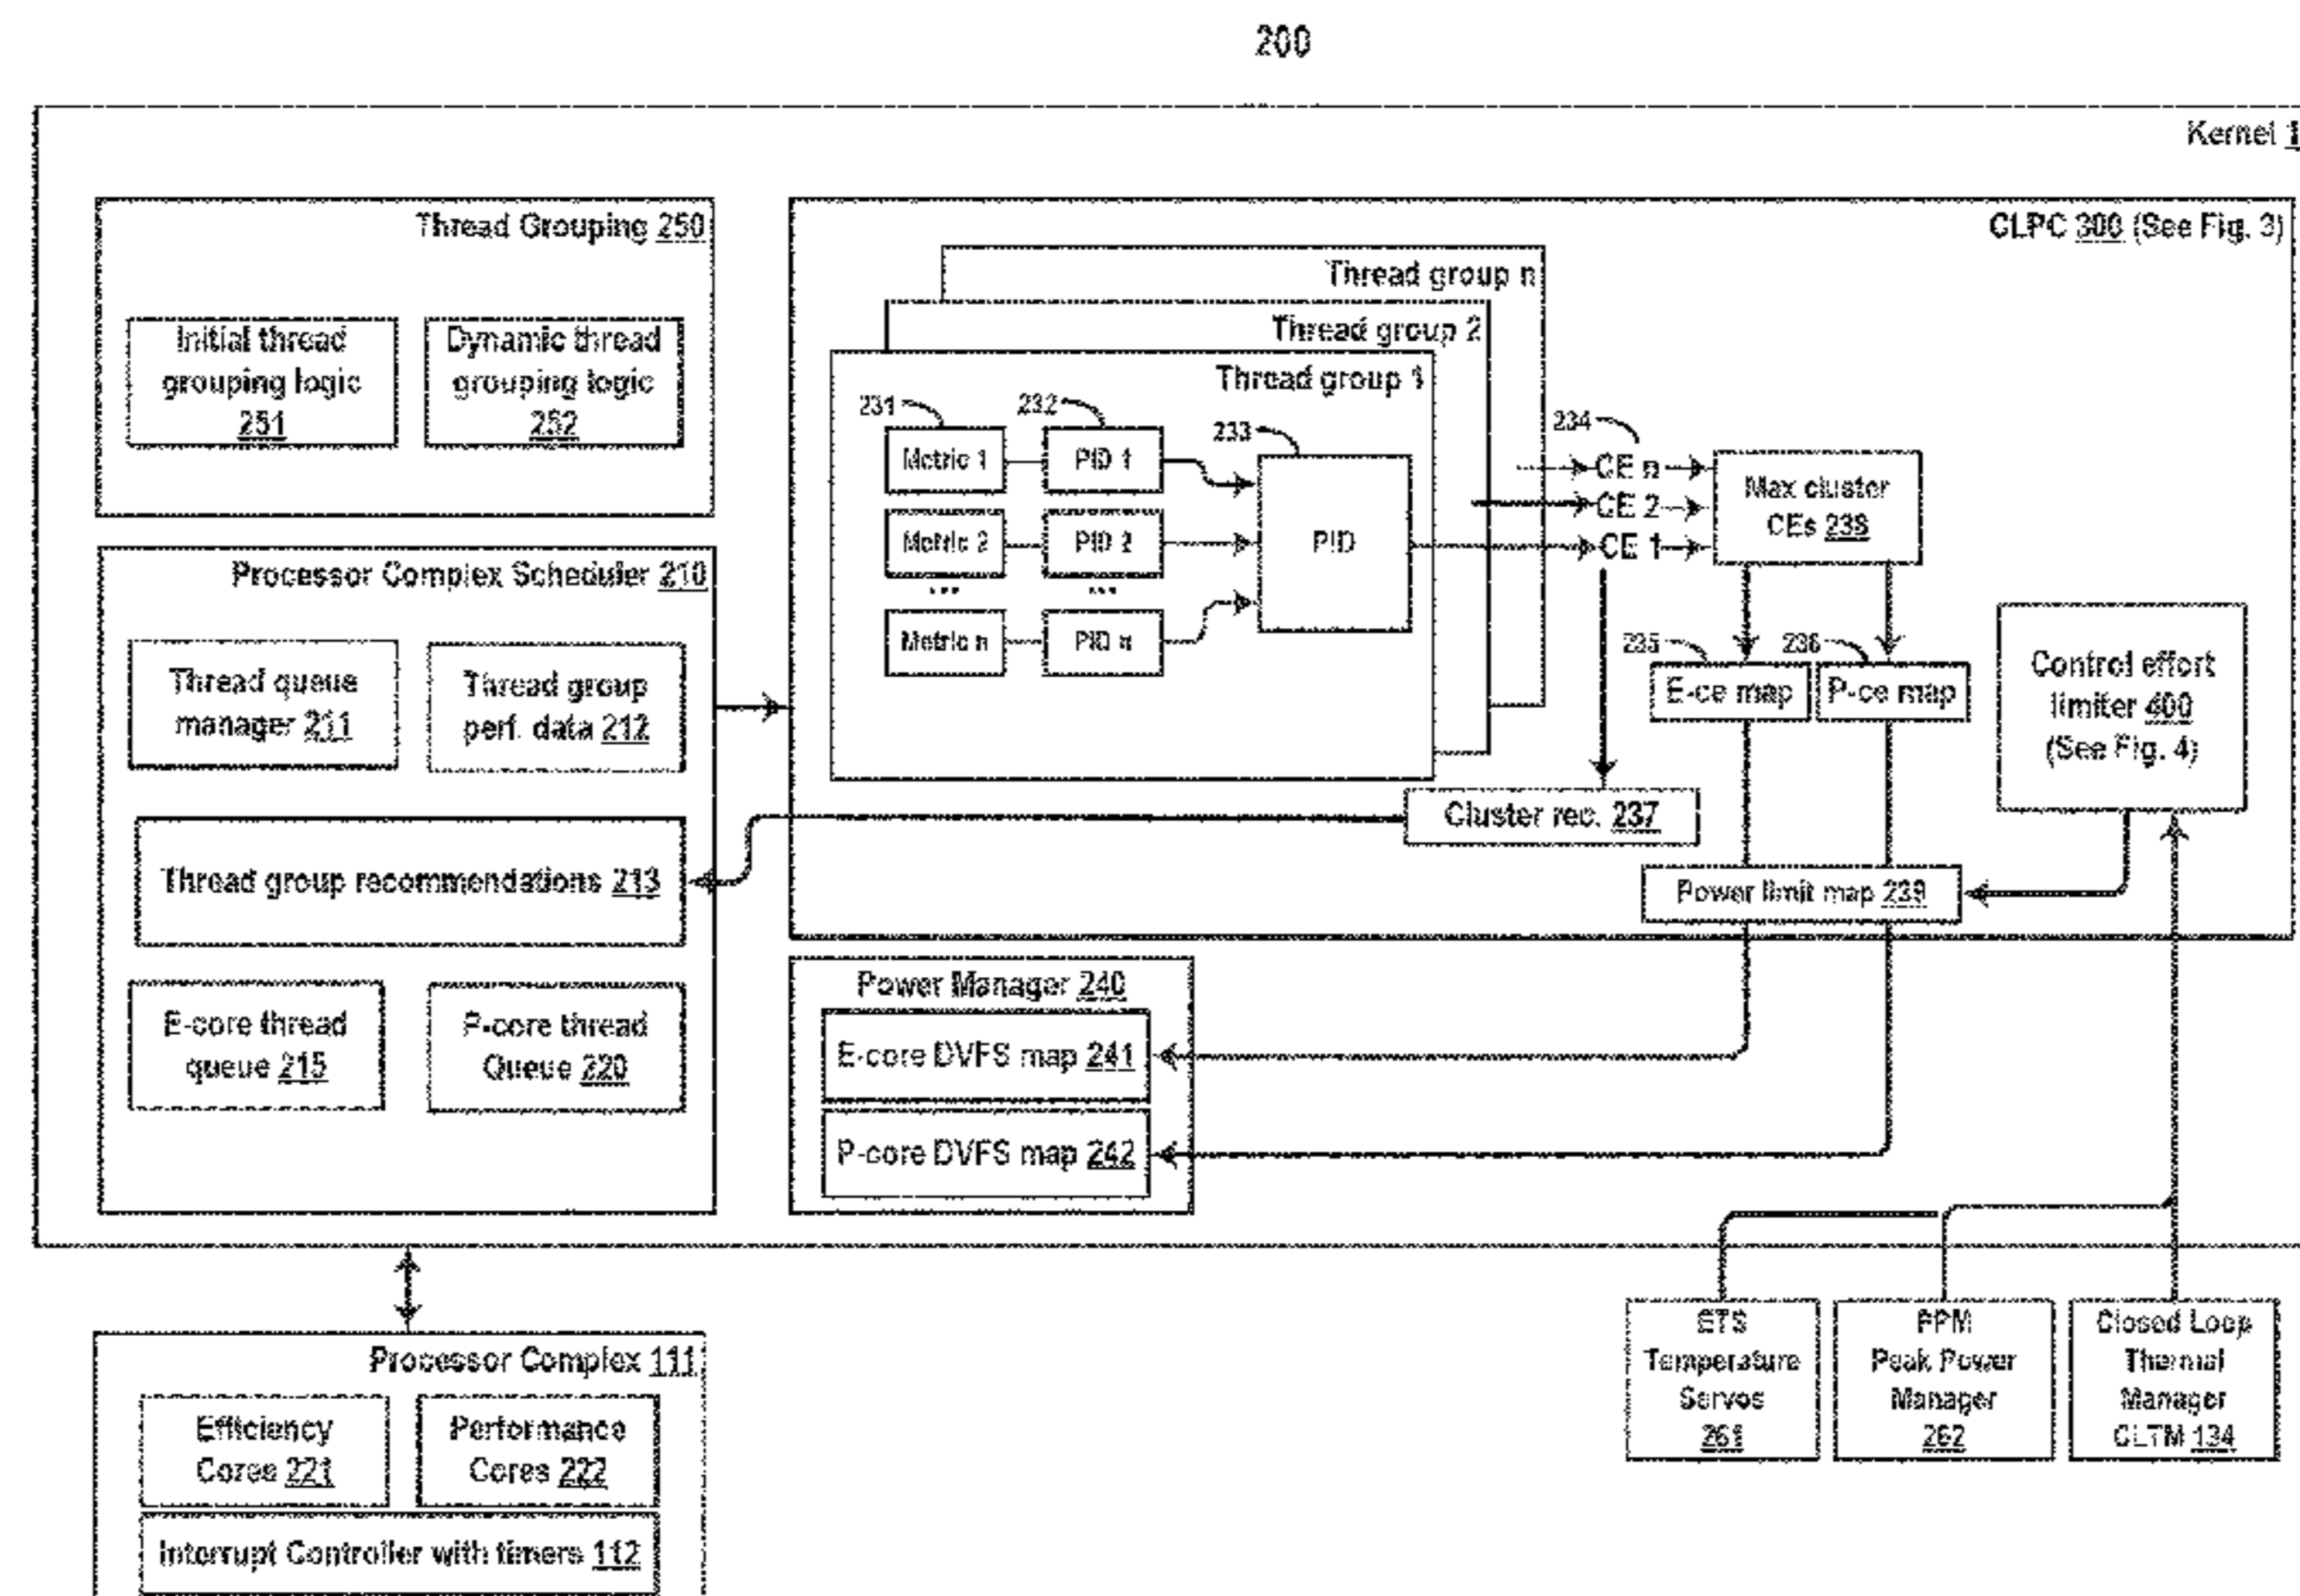 200
Kernel 1
Thread Grouping 250
Initial thread
grouping logic
251
Dynamic thread
grouping logic
252
Processor Complex Scheduler 210
Thread queue
manager 211
Thread group
perf. data 212
Thread group recommendations 213
E-core thread
queue 215
P-core thread
Queue 220
CLPC 300 (See Fig. 3)
Thread group n
Thread group 2
Thread group 1
231
232
233
234
Metric 1
PID 1
Metric 2
PID 2
...
...
Metric n
PID n
PID
CE n
CE 2
CE 1
Max cluster
CEs 238
235
236
E-ce map
P-ce map
Control effort
limiter 400
(See Fig. 4)
Cluster rec. 237
Power limit map 239
Power Manager 240
E-core DVFS map 241
P-core DVFS map 242
Processor Complex 111
Efficiency
Cores 221
Performance
Cores 222
Interrupt Controller with timers 112
ETS
Temperature
Servos
261
PPM
Peak Power
Manager
262
Closed Loop
Thermal
Manager
CLTM 134